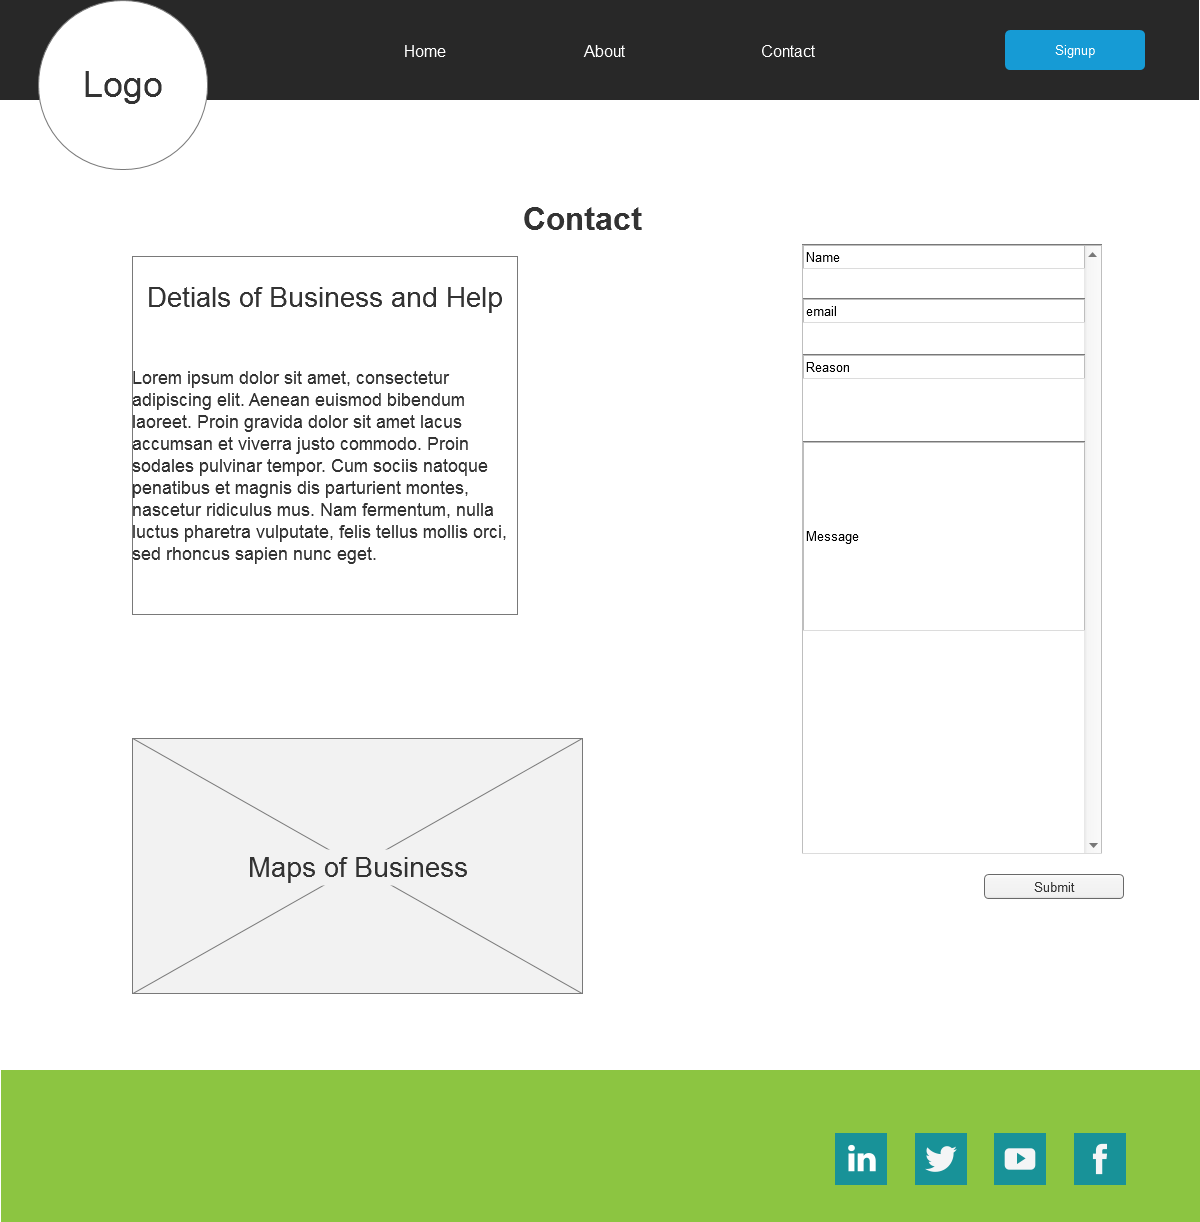 Logo
Home
About
Contact
Signup
Contact
Detials of Business and Help
Lorem ipsum dolor sit amet, consectetur
adipiscing elit. Aenean euismod bibendum
laoreet. Proin gravida dolor sit amet lacus
accumsan et viverra justo commodo. Proin
sodales pulvinar tempor. Cum sociis natoque
penatibus et magnis dis parturient montes,
nascetur ridiculus mus. Nam fermentum, nulla
luctus pharetra vulputate, felis tellus mollis orci,
sed rhoncus sapien nunc eget.
Name
email
Reason
Message
Submit
Maps of Business
in
f